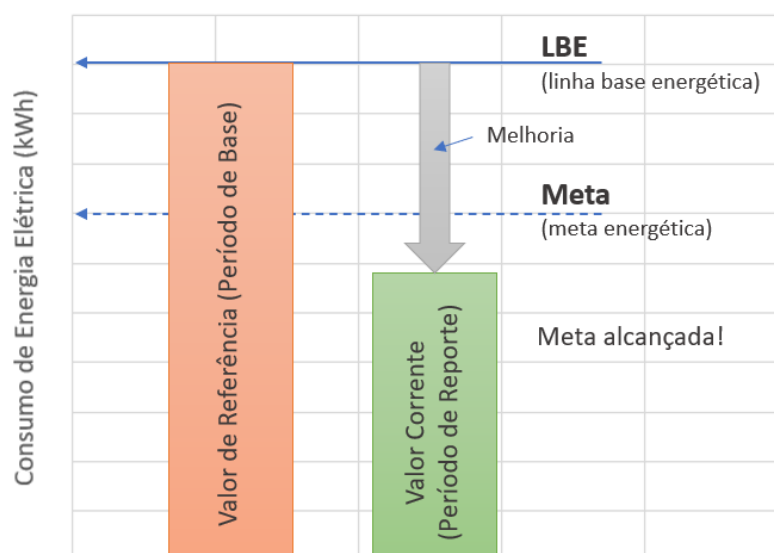 Consumo de Energia Elétrica (kWh)
Valor de Referência (Período de Base)
LBE
(linha base energética)
Melhoria
Meta
(meta energética)
Meta alcançada!
Valor Corrente
(Período de Reporte)